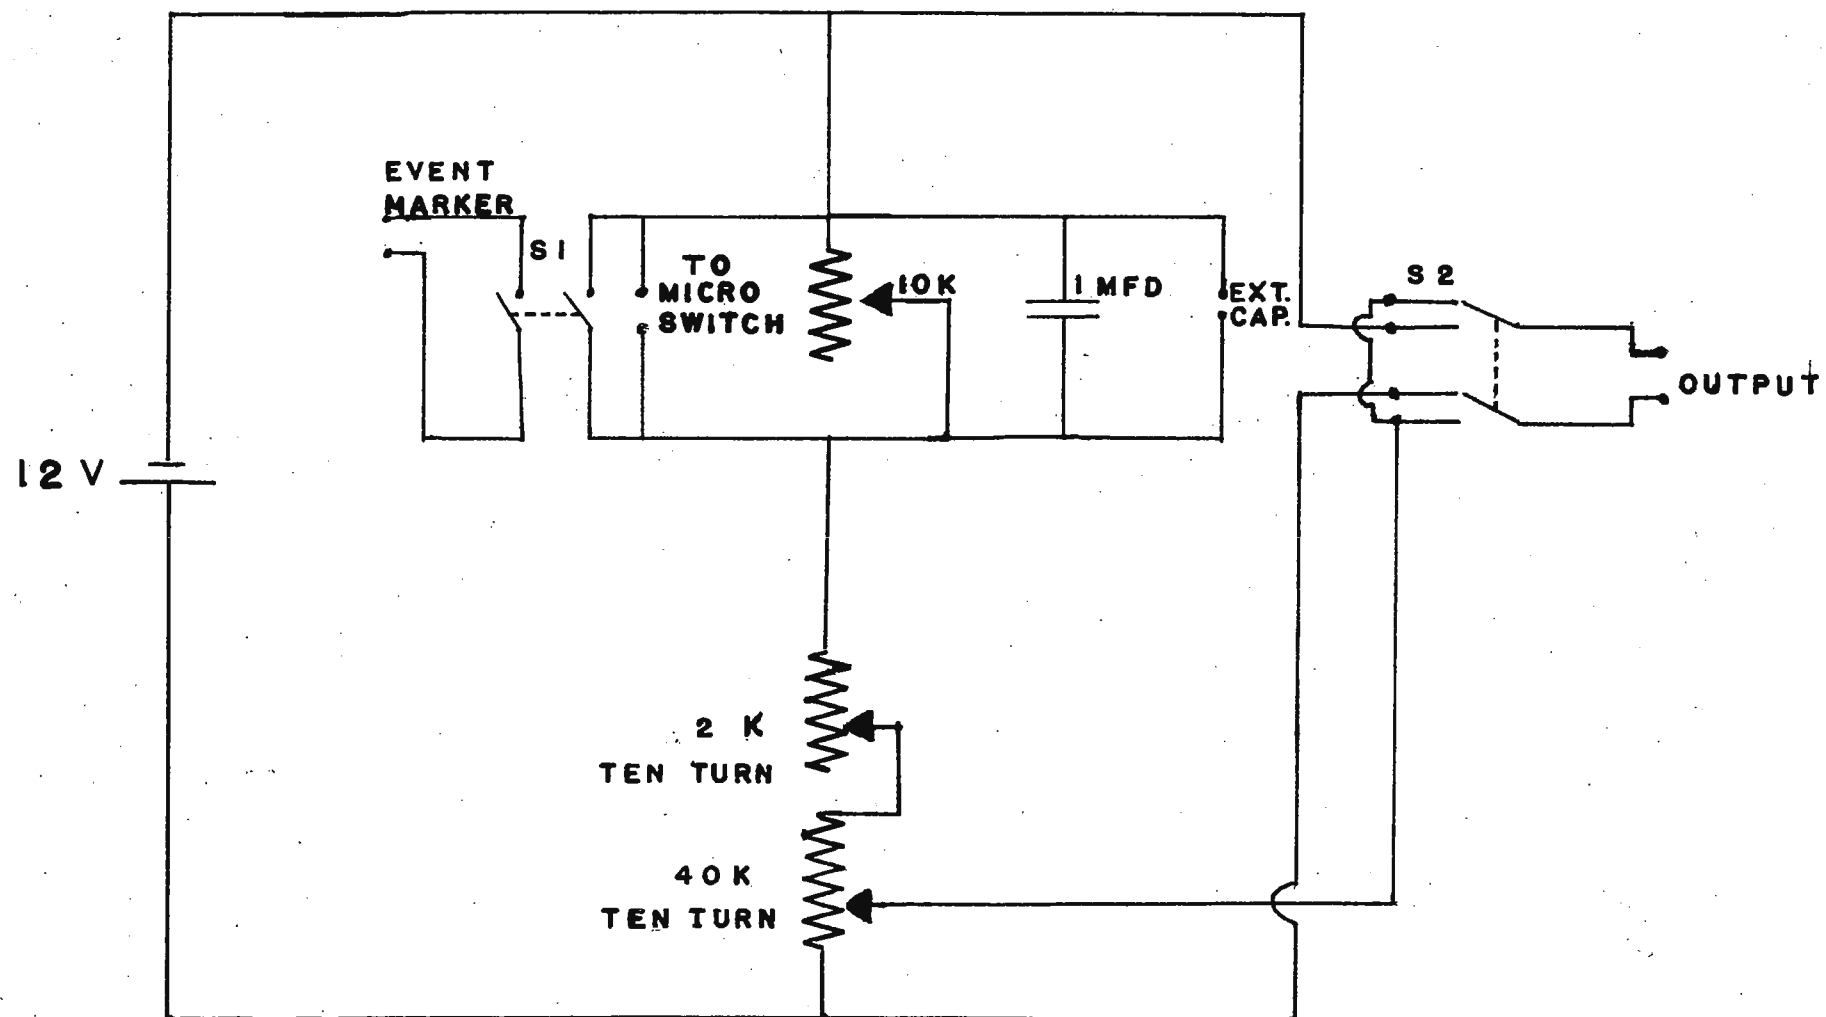 EVENT
MARKER
S1
TO
MICRO
SWITCH
10K
1 MFD
EXT.
CAP.
S2
OUTPUT
12 V
2 K
TEN TURN
40K
TEN TURN